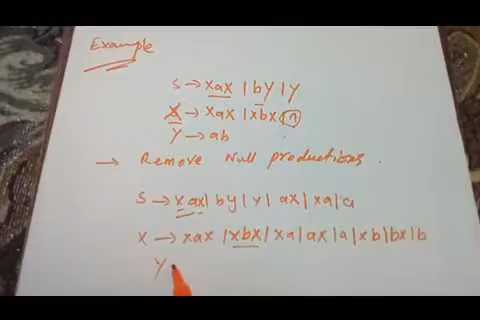 Example
S → XaX | bY | Y
X → XaX | XbX | n
Y → ab
→ Remove Null productions.
S → XaX | bY | Y | aX | Xa | a
X → XaX | XbX | Xa | aX | a | Xb | bX | b
Y